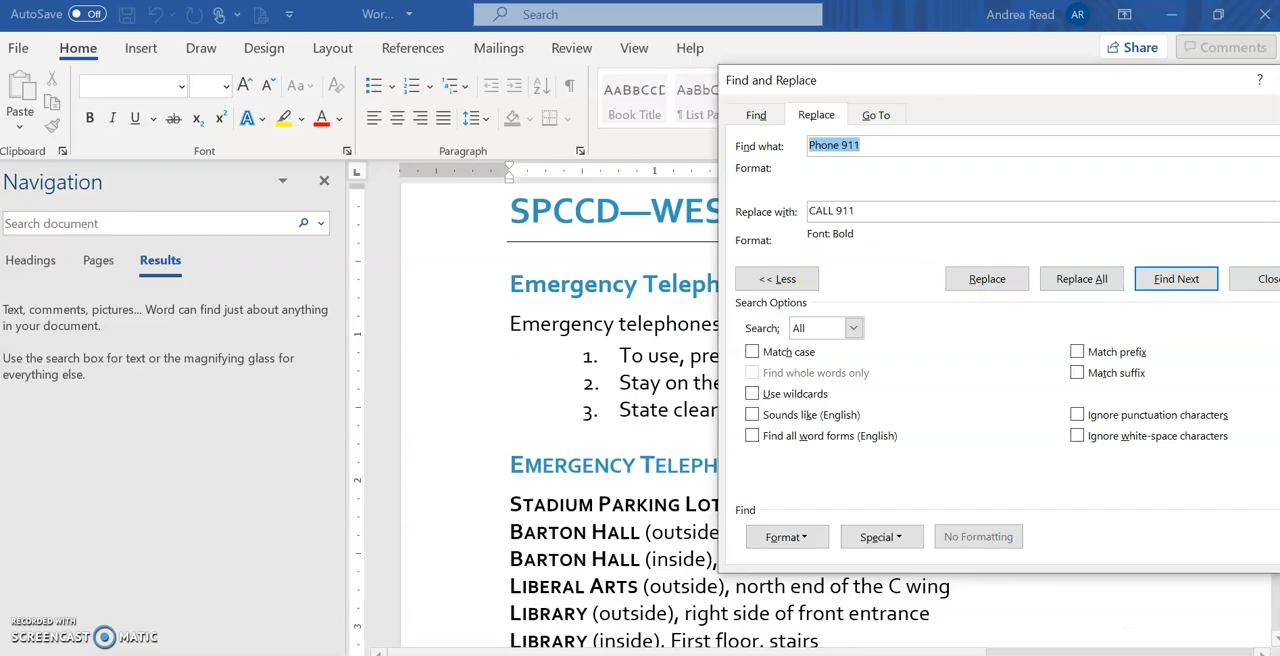 AutoSave Off Wor... Search Andrea Read AR
File Home Insert Draw Design Layout References Mailings Review View Help Share Comments
Paste B I U ab x2 x2 A A Aa
AaBbCcD AaBbC
Book Title ¶ List Pa
Clipboard Font Paragraph
Find and Replace ?
Find Replace Go To
Find what: Phone 911
Format:
Replace with: CALL 911
Format: Font: Bold
<< Less Replace Replace All Find Next Close
Search Options
Search; All
Match case Match prefix
Find whole words only Match suffix
Use wildcards
Sounds like (English) Ignore punctuation characters
Find all word forms (English) Ignore white-space characters
Find
Format Special No Formatting
Navigation
Search document
Headings Pages Results
Text, comments, pictures... Word can find just about anything
in your document.
Use the search box for text or the magnifying glass for
everything else.
L 1
1
2
3
SPCCD—WES
Emergency Teleph
Emergency telephones
1. To use, pre
2. Stay on the
3. State clear
EMERGENCY TELEPH
STADIUM PARKING LOT
BARTON HALL (outside
BARTON HALL (inside),
LIBERAL ARTS (outside), north end of the C wing
LIBRARY (outside), right side of front entrance
LIBRARY (inside), First floor, stairs
RECORDED WITH
SCREENCAST MATIC